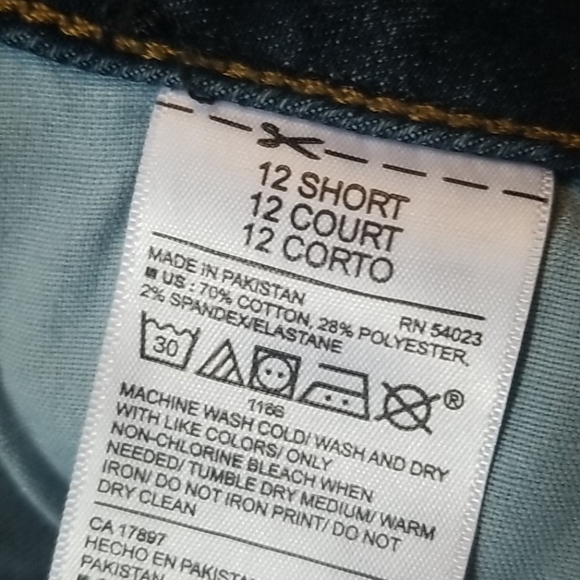 12 SHORT
12 COURT
12 CORTO
MADE IN PAKISTAN RN 54023
US : 70% COTTON, 28% POLYESTER,
2% SPANDEX/ELASTANE
30
®
1166
MACHINE WASH COLD/ WASH AND DRY
WITH LIKE COLORS/ ONLY
NON-CHLORINE BLEACH WHEN
NEEDED/ TUMBLE DRY MEDIUM/ WARM
IRON/ DO NOT IRON PRINT/ DO NOT
DRY CLEAN
CA 17897
HECHO EN PAKISTAN
PAKISTAN